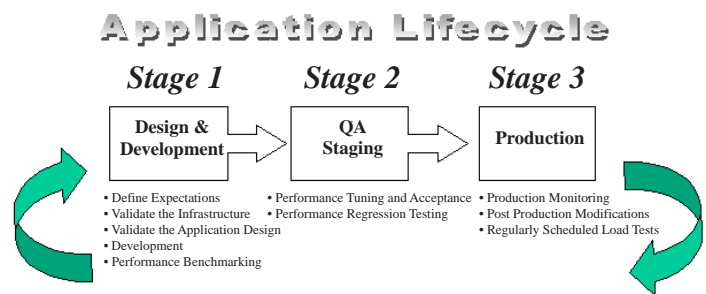 Application Lifecycle
Stage 1
Stage 2
Stage 3
Design &
Development
QA
Staging
Production
• Define Expectations
• Validate the Infrastructure
• Validate the Application Design
• Development
• Performance Benchmarking
• Performance Tuning and Acceptance
• Performance Regression Testing
• Production Monitoring
• Post Production Modifications
• Regularly Scheduled Load Tests